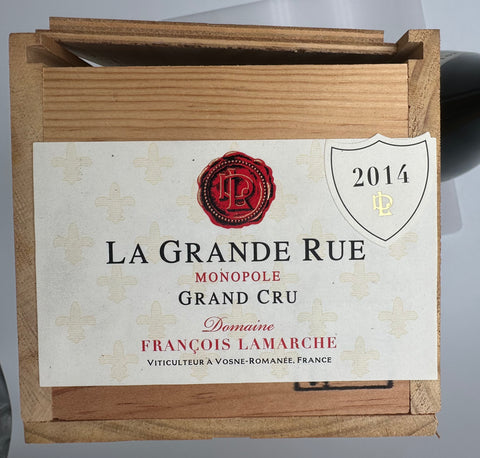 2014
LA GRANDE RUE
MONOPOLE
GRAND CRU
Domaine
FRANÇOIS LAMARCHE
VITICULTEUR À VOSNE-ROMANÉE, FRANCE